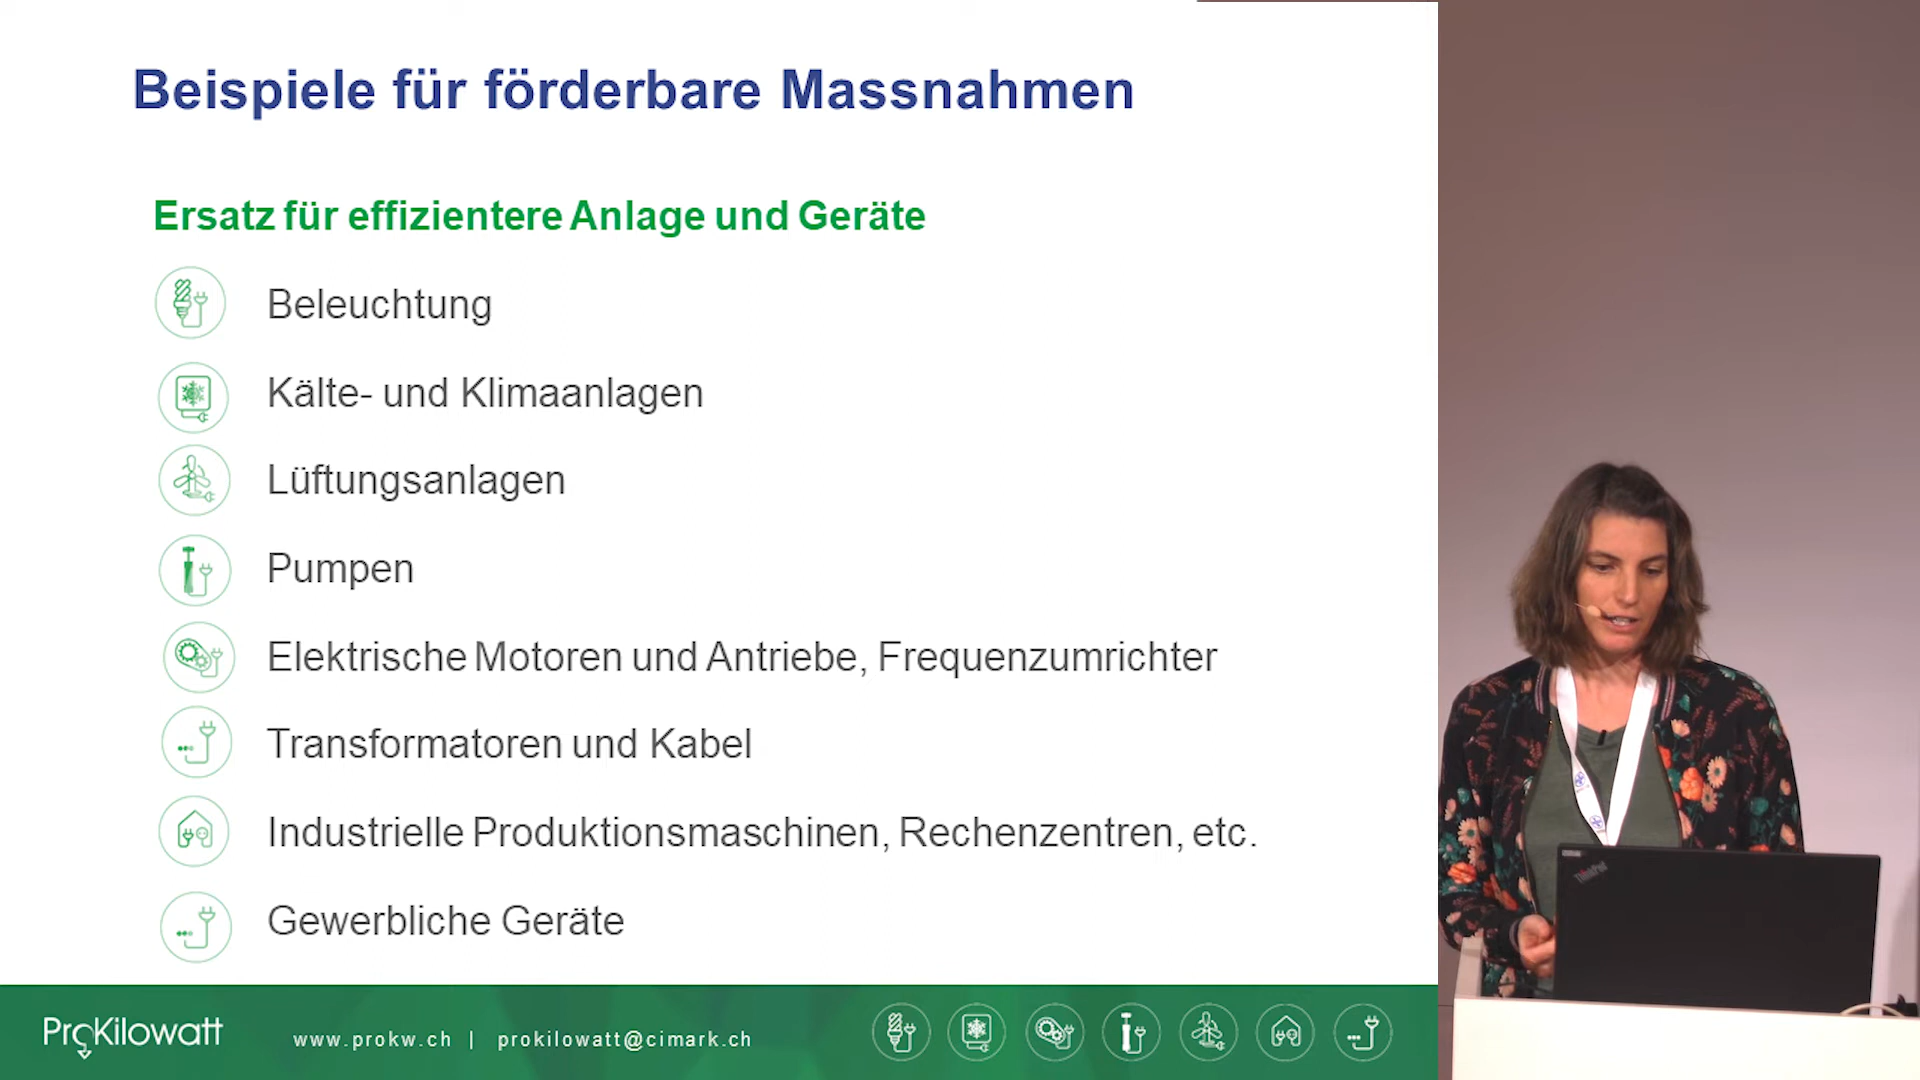 Beispiele für förderbare Massnahmen
Ersatz für effizientere Anlage und Geräte
Beleuchtung
Kälte- und Klimaanlagen
Lüftungsanlagen
Pumpen
Elektrische Motoren und Antriebe, Frequenzumrichter
Transformatoren und Kabel
Industrielle Produktionsmaschinen, Rechenzentren, etc.
Gewerbliche Geräte
ProKilowatt
www.prokw.ch | prokilowatt@cimark.ch
ThinkPad